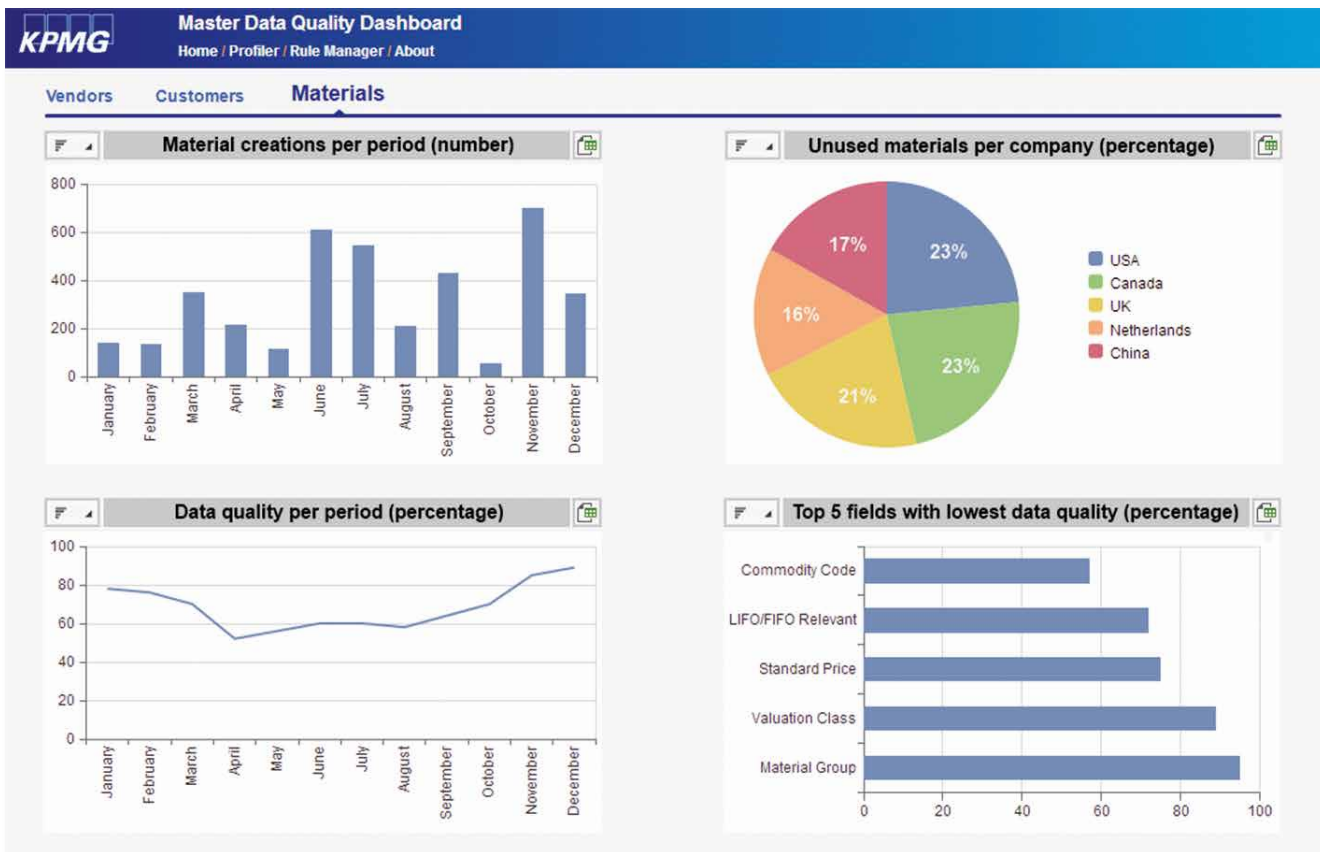 KPMG
Master Data Quality Dashboard
Home / Profiler / Rule Manager / About
Vendors Customers Materials
Material creations per period (number)
800
600
400
200
0
January February March April May June July August September October November December
Unused materials per company (percentage)
17% 23%
16%
23%
21%
USA
Canada
UK
Netherlands
China
Data quality per period (percentage)
100
80
60
40
20
0
January February March April May June July August September October November December
Top 5 fields with lowest data quality (percentage)
Commodity Code
LIFO/FIFO Relevant
Standard Price
Valuation Class
Material Group
0 20 40 60 80 100